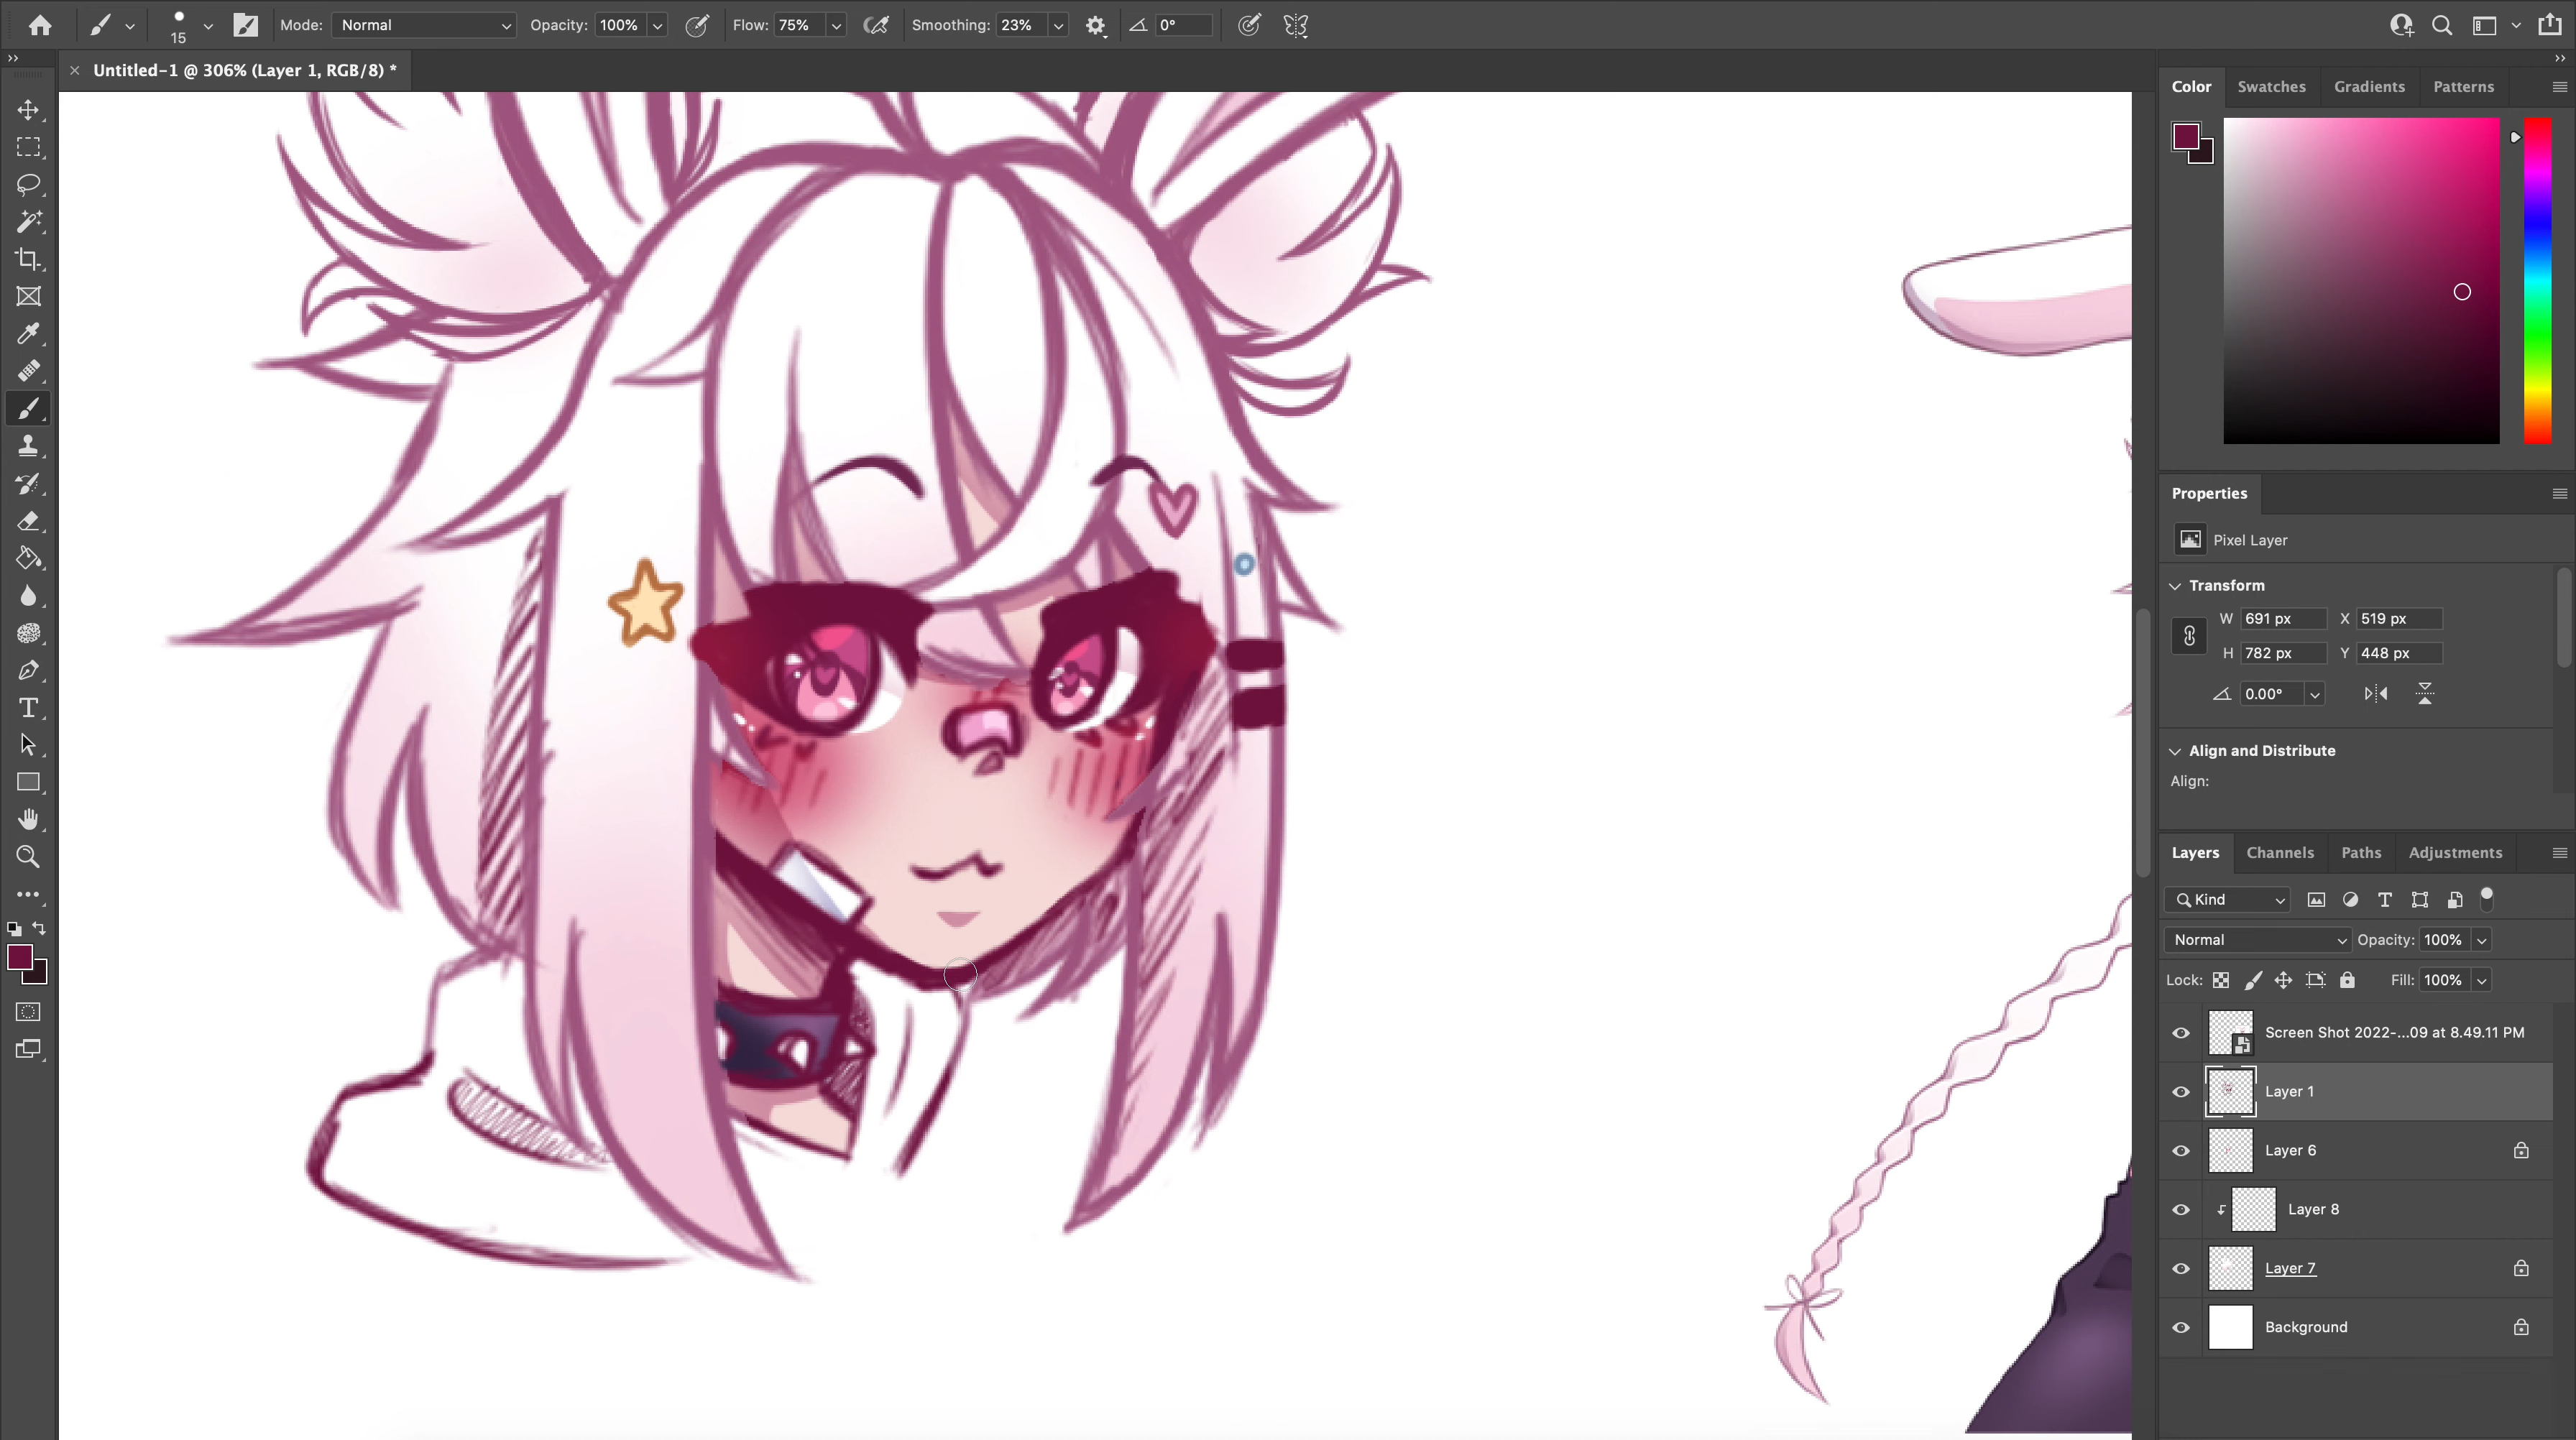 15
Mode: Normal
Opacity: 100%
Flow: 75%
Smoothing: 23%
0°
Untitled-1 @ 306% (Layer 1, RGB/8) *
Color Swatches Gradients Patterns
Properties
Pixel Layer
Transform
W 691 px X 519 px
H 782 px Y 448 px
0.00°
Align and Distribute
Align:
Layers Channels Paths Adjustments
Kind
Normal Opacity: 100%
Lock: Fill: 100%
Screen Shot 2022-...09 at 8.49.11 PM
Layer 1
Layer 6
Layer 8
Layer 7
Background